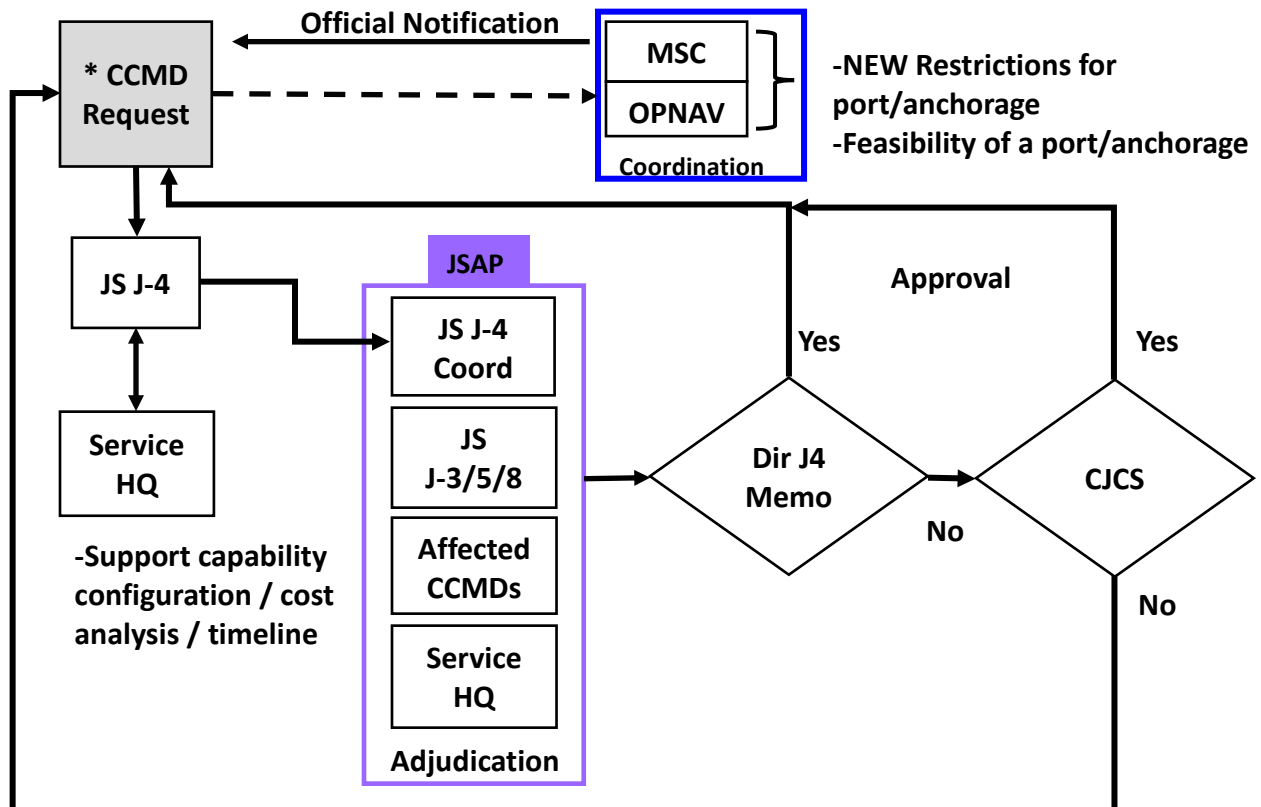 Official Notification
* CCMD
Request
MSC
OPNAV
Coordination
-NEW Restrictions for
port/anchorage
-Feasibility of a port/anchorage
JS J-4
Service
HQ
-Support capability
configuration / cost
analysis / timeline
JSAP
JS J-4
Coord
JS
J-3/5/8
Affected
CCMDs
Service
HQ
Adjudication
Dir J4
Memo
Yes
No
Approval
CJCS
Yes
No